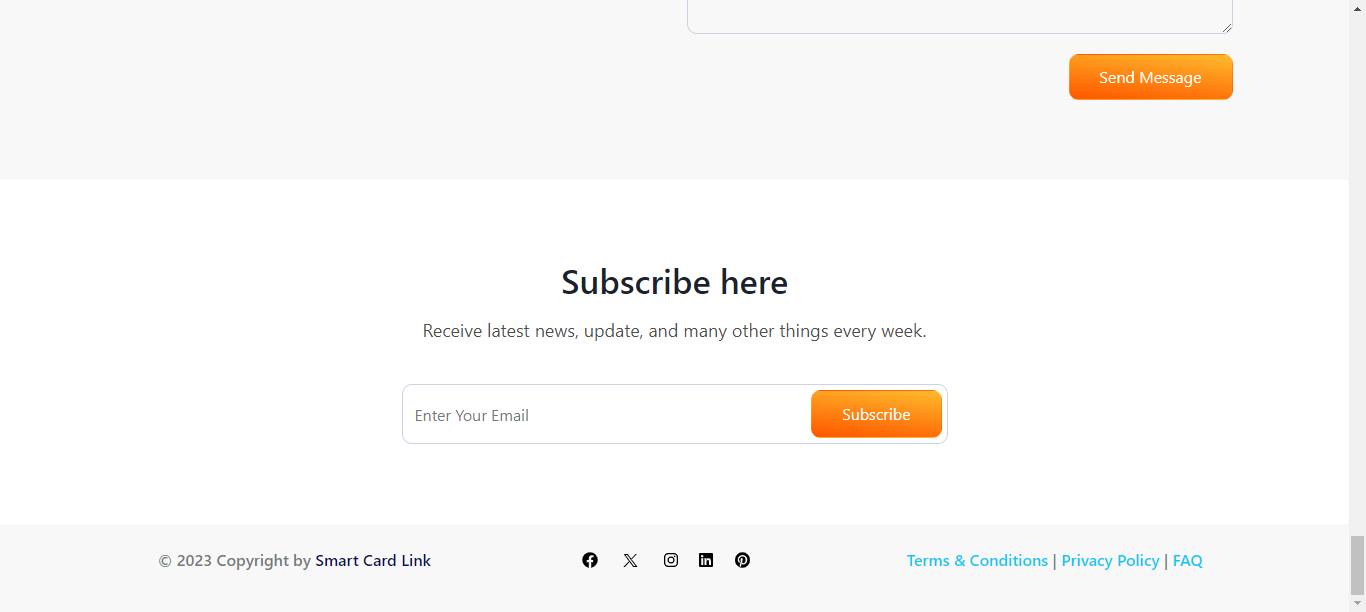 Send Message
Subscribe here
Receive latest news, update, and many other things every week.
Enter Your Email
Subscribe
© 2023 Copyright by Smart Card Link
Terms & Conditions | Privacy Policy | FAQ